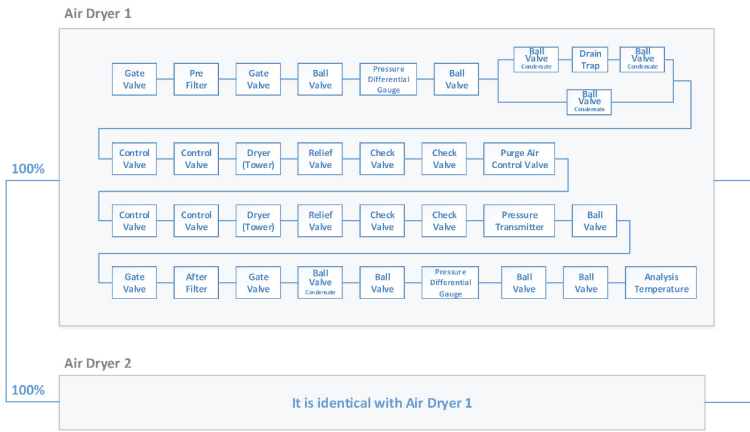 Air Dryer 1
Ball
Valve
Condensate
Drain
Trap
Ball
Valve
Condensate
Gate
Valve
Pre
Filter
Gate
Valve
Ball
Valve
Pressure
Differential
Gauge
Ball
Valve
Ball
Valve
Condensate
100%
Control
Valve
Control
Valve
Dryer
(Tower)
Relief
Valve
Check
Valve
Check
Valve
Purge Air
Control Valve
Control
Valve
Control
Valve
Dryer
(Tower)
Relief
Valve
Check
Valve
Check
Valve
Pressure
Transmitter
Ball
Valve
Gate
Valve
After
Filter
Gate
Valve
Ball
Valve
Condensate
Ball
Valve
Pressure
Differential
Gauge
Ball
Valve
Ball
Valve
Analysis
Temperature
Air Dryer 2
100%
It is identical with Air Dryer 1